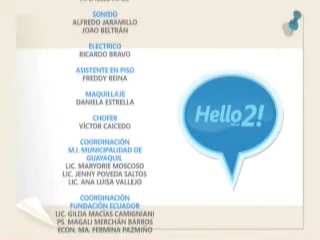 SONIDO
ALFREDO JARAMILLO
JOAO BELTRÁN
ELECTRICO
RICARDO BRAVO
ASISTENTE EN PISO
FREDDY REINA
MAQUILLAJE
DANIELA ESTRELLA
CHOFER
VÍCTOR CAICEDO
COORDINACIÓN
M.I. MUNICIPALIDAD DE
GUAYAQUIL
LIC. MARYORIE MOSCOSO
LIC. JENNY POVEDA SALTOS
LIC. ANA LUISA VALLEJO
COORDINACIÓN
FUNDACIÓN ECUADOR
LIC. GILDA MACÍAS CAMIGNIANI
PS. MAGALI MERCHÁN BARROS
ECON. MA. FERMINA PAZMIÑO
Hello 2!